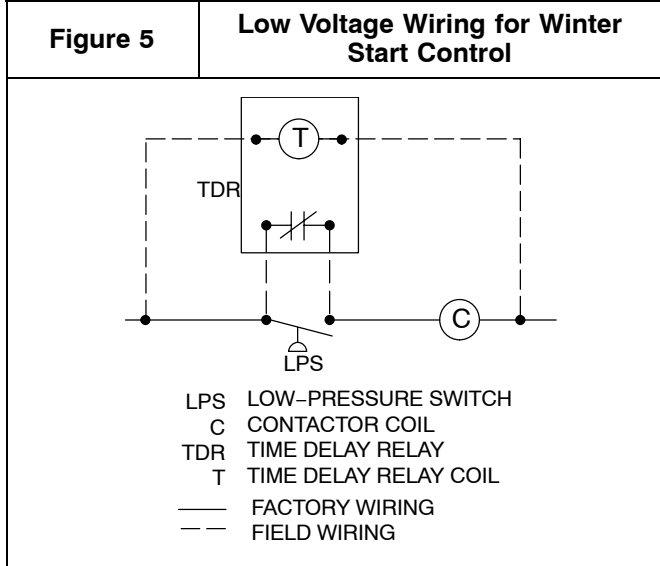 Figure 5
Low Voltage Wiring for Winter
Start Control
T
TDR
C
LPS
LPS LOW–PRESSURE SWITCH
C CONTACTOR COIL
TDR TIME DELAY RELAY
T TIME DELAY RELAY COIL
FACTORY WIRING
FIELD WIRING